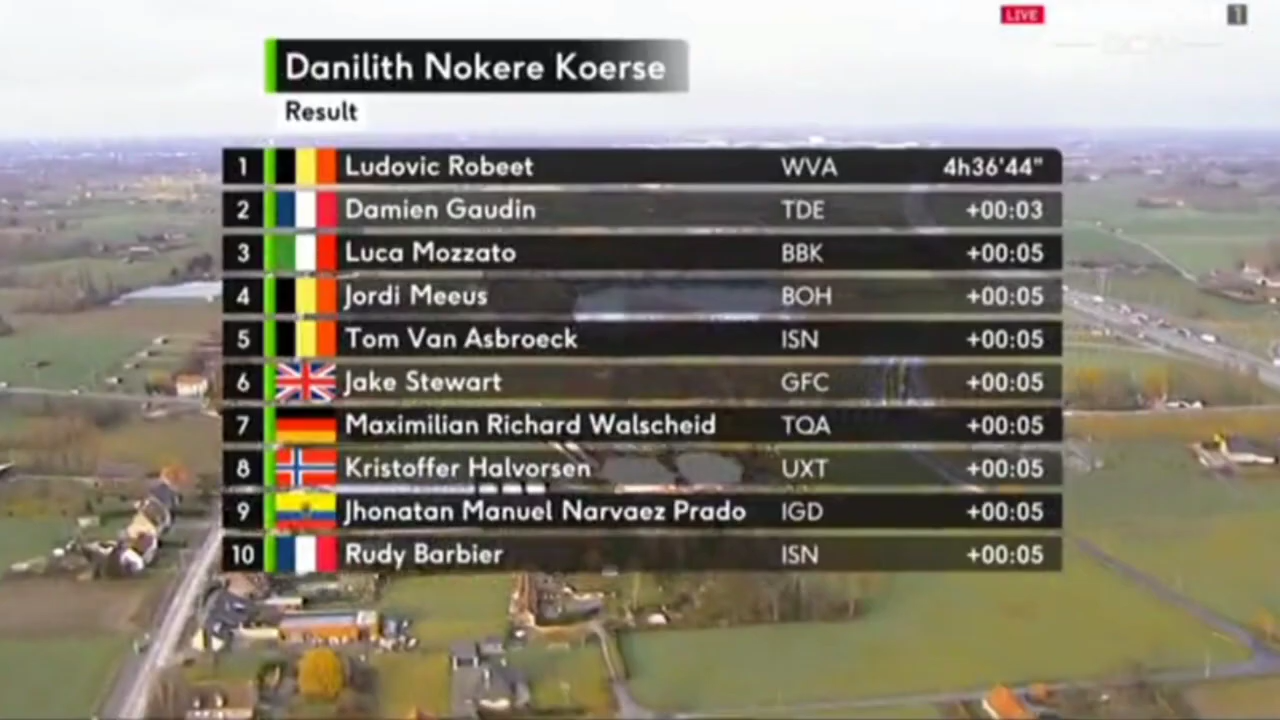 LIVE
1
Danilith Nokere Koerse
Result
1 Ludovic Robeet WVA 4h36'44"
2 Damien Gaudin TDE +00:03
3 Luca Mozzato BBK +00:05
4 Jordi Meeus BOH +00:05
5 Tom Van Asbroeck ISN +00:05
6 Jake Stewart GFC +00:05
7 Maximilian Richard Walscheid TQA +00:05
8 Kristoffer Halvorsen UXT +00:05
9 Jhonatan Manuel Narvaez Prado IGD +00:05
10 Rudy Barbier ISN +00:05